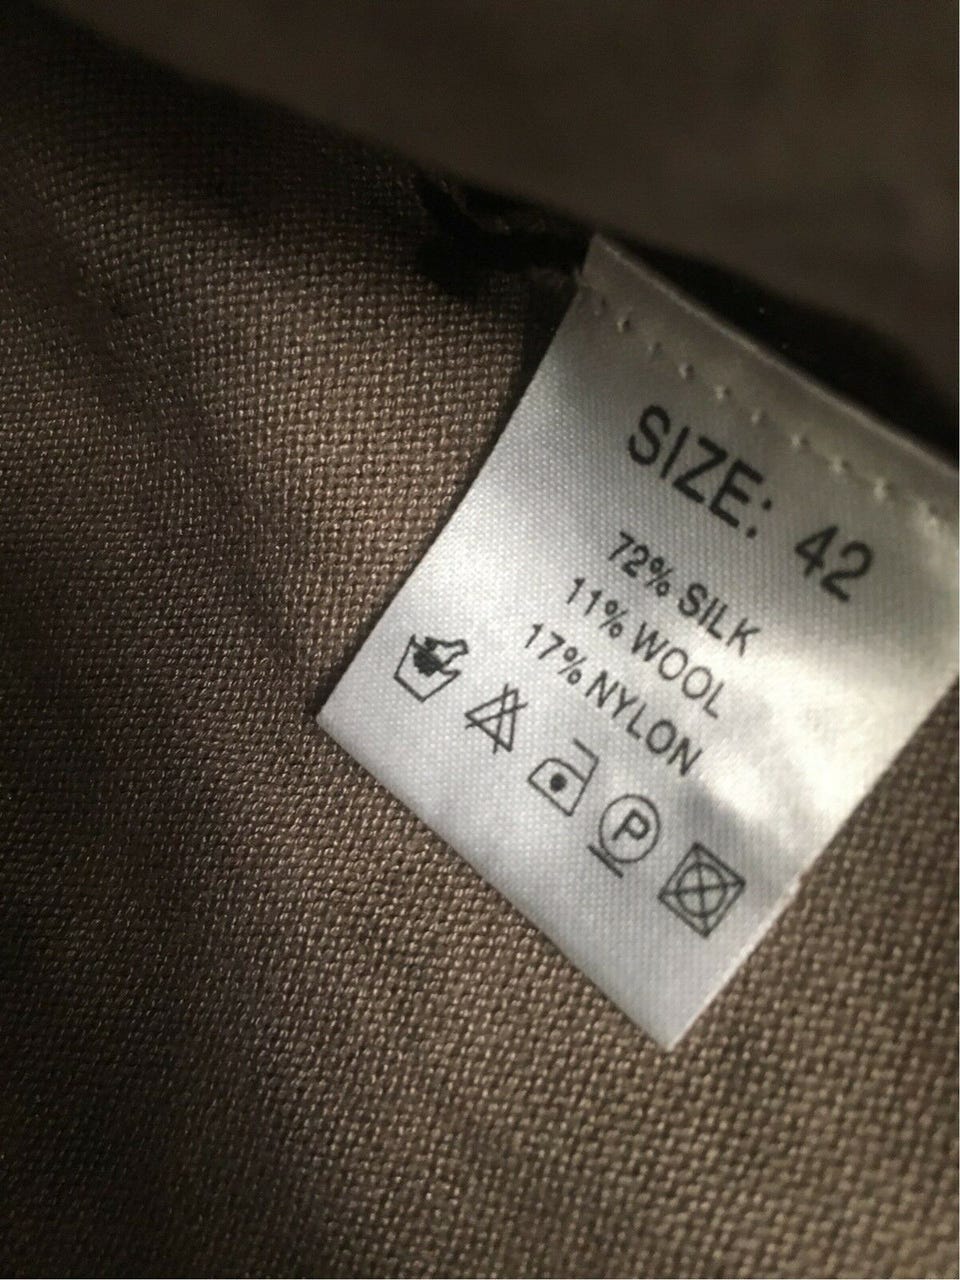 SIZE: 42
72% SILK
11% WOOL
17% NYLON
P